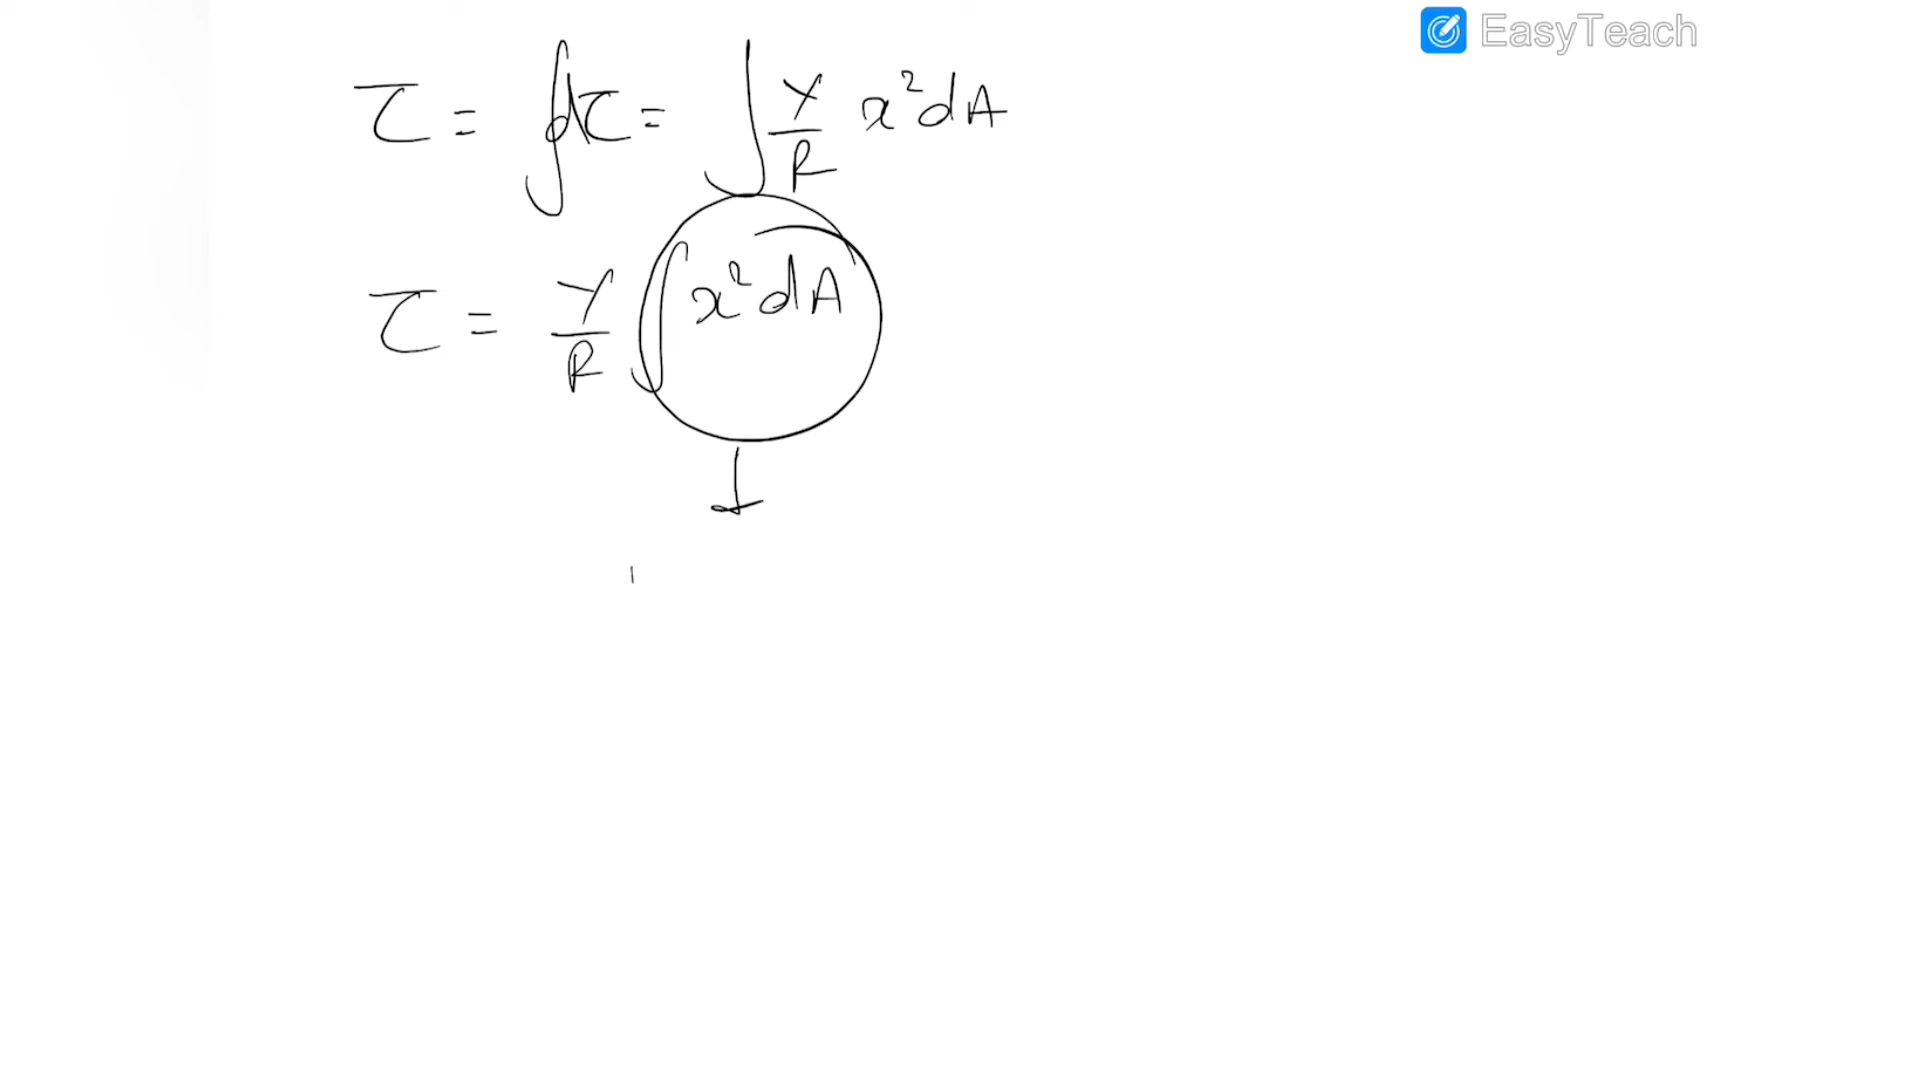 EasyTeach
τ = ∫dτ = ∫ Y/R x²dA
τ = Y/R ∫ x²dA